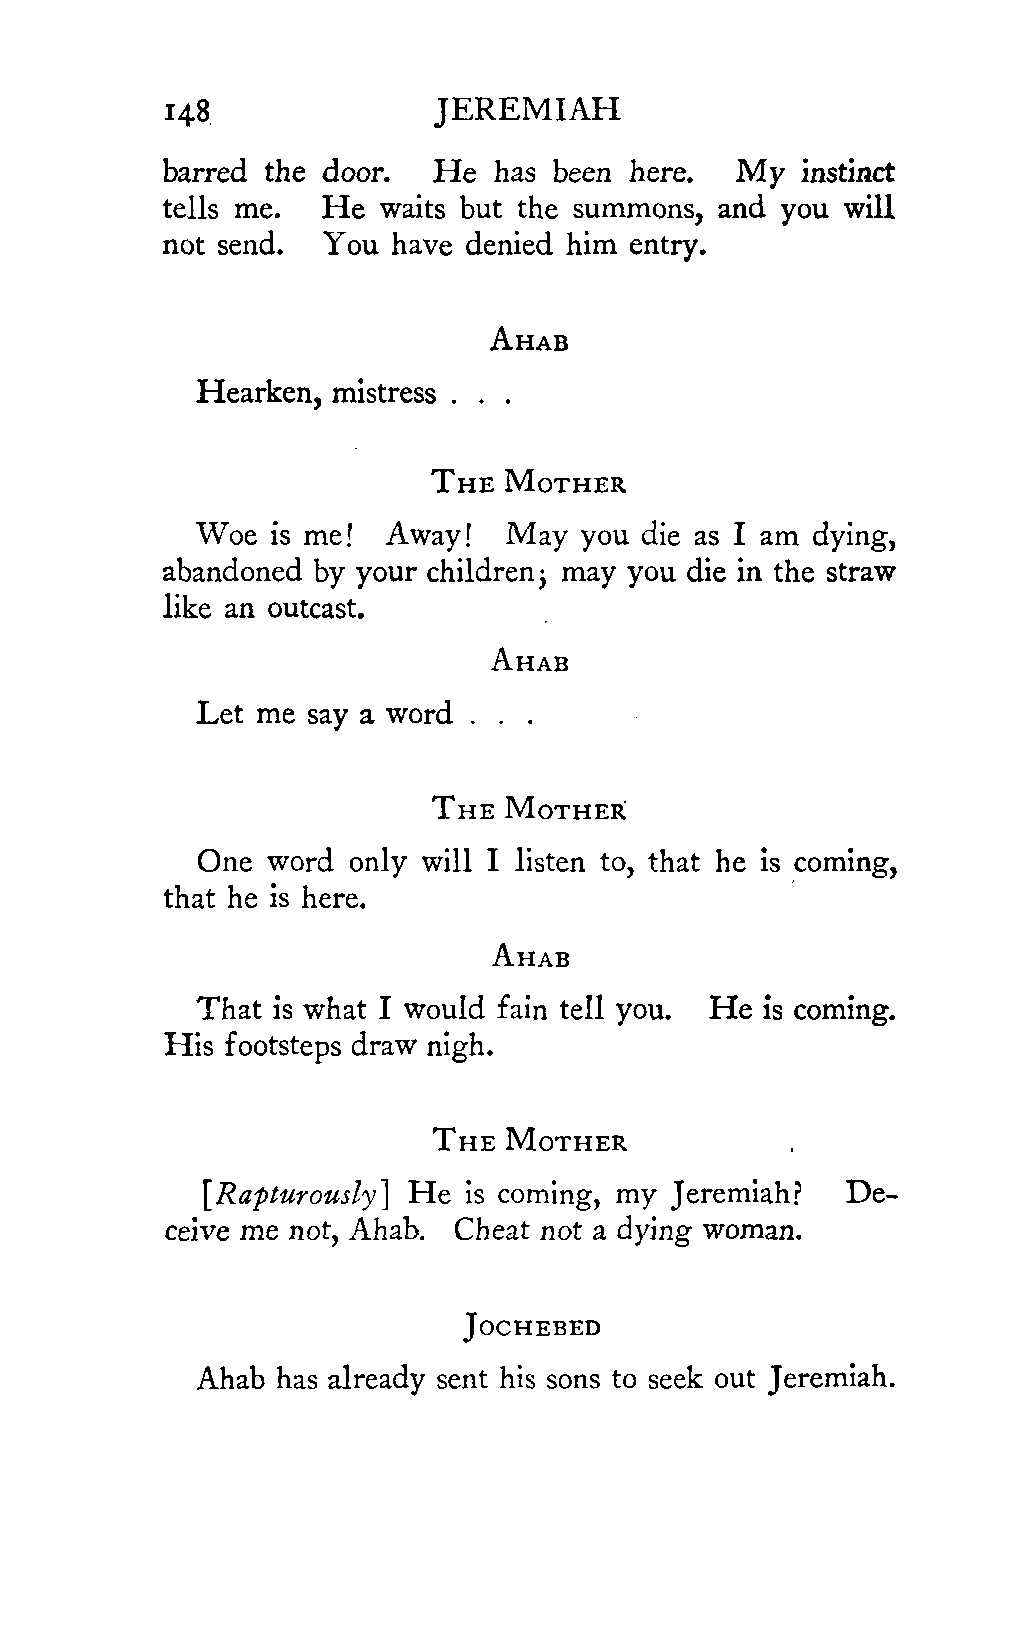 148 JEREMIAH
barred the door. He has been here. My instinct
tells me. He waits but the summons, and you will
not send. You have denied him entry.
AHAB
Hearken, mistress . . .
THE MOTHER
Woe is me! Away! May you die as I am dying,
abandoned by your children; may you die in the straw
like an outcast.
AHAB
Let me say a word . . .
THE MOTHER
One word only will I listen to, that he is coming,
that he is here.
AHAB
That is what I would fain tell you. He is coming.
His footsteps draw nigh.
THE MOTHER
[Rapturously] He is coming, my Jeremiah? De-
ceive me not, Ahab. Cheat not a dying woman.
JOCHEBED
Ahab has already sent his sons to seek out Jeremiah.